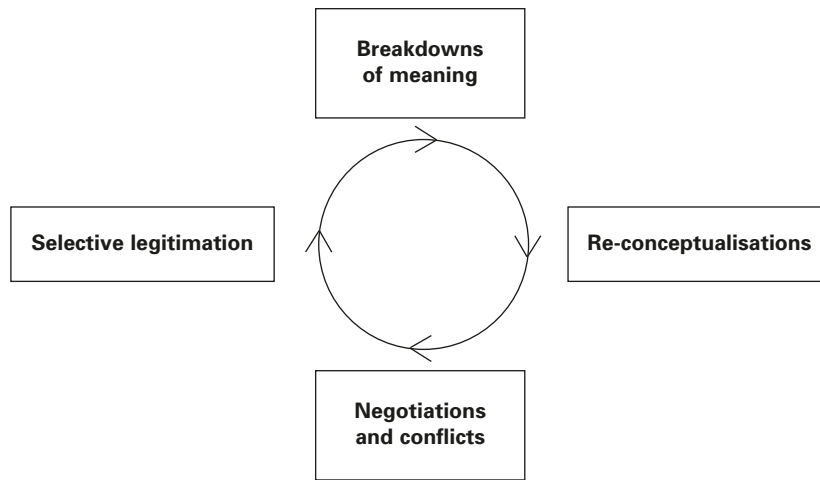 Breakdowns
of meaning
Selective legitimation
Re-conceptualisations
Negotiations
and conflicts